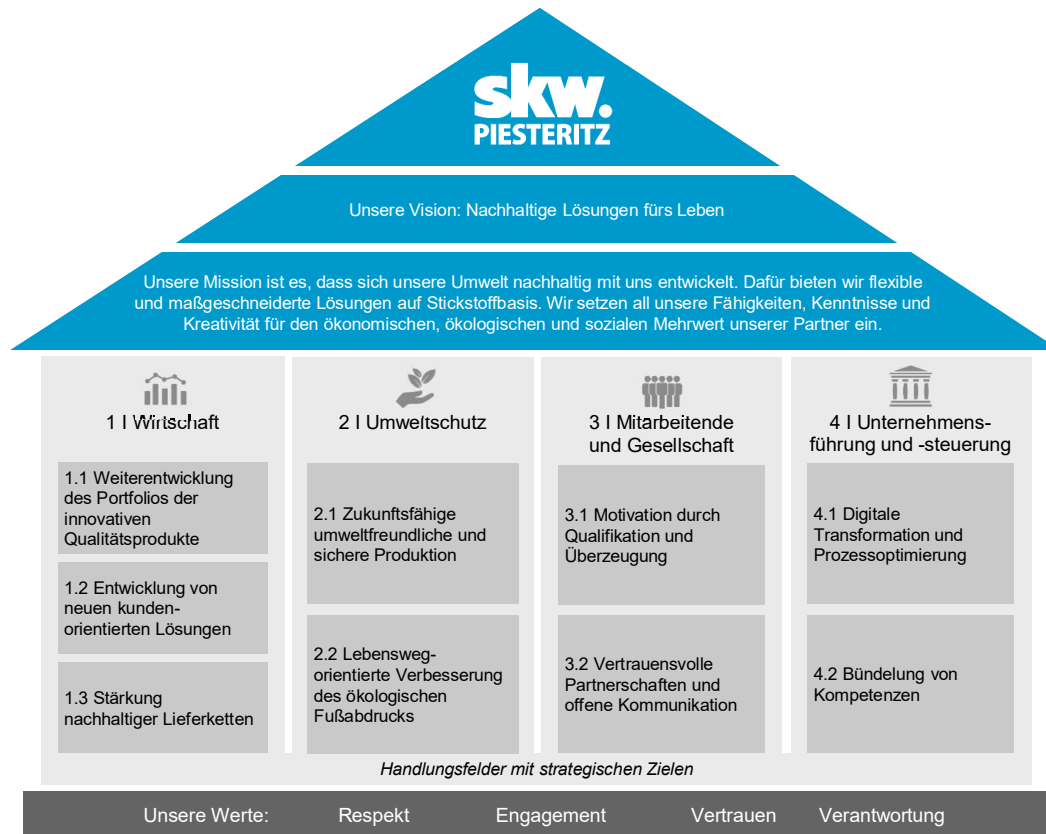 skw.
PIESTERITZ
Unsere Vision: Nachhaltige Lösungen fürs Leben
Unsere Mission ist es, dass sich unsere Umwelt nachhaltig mit uns entwickelt. Dafür bieten wir flexible
und maßgeschneiderte Lösungen auf Stickstoffbasis. Wir setzen all unsere Fähigkeiten, Kenntnisse und
Kreativität für den ökonomischen, ökologischen und sozialen Mehrwert unserer Partner ein.
1 I Wirtschaft
1.1 Weiterentwicklung
des Portfolios der
innovativen
Qualitätsprodukte
1.2 Entwicklung von
neuen kunden-
orientierten Lösungen
1.3 Stärkung
nachhaltiger Lieferketten
2 I Umweltschutz
2.1 Zukunftsfähige
umweltfreundliche und
sichere Produktion
2.2 Lebensweg-
orientierte Verbesserung
des ökologischen
Fußabdrucks
3 I Mitarbeitende
und Gesellschaft
3.1 Motivation durch
Qualifikation und
Überzeugung
3.2 Vertrauensvolle
Partnerschaften und
offene Kommunikation
4 I Unternehmens-
führung und -steuerung
4.1 Digitale
Transformation und
Prozessoptimierung
4.2 Bündelung von
Kompetenzen
Handlungsfelder mit strategischen Zielen
Unsere Werte: Respekt Engagement Vertrauen Verantwortung